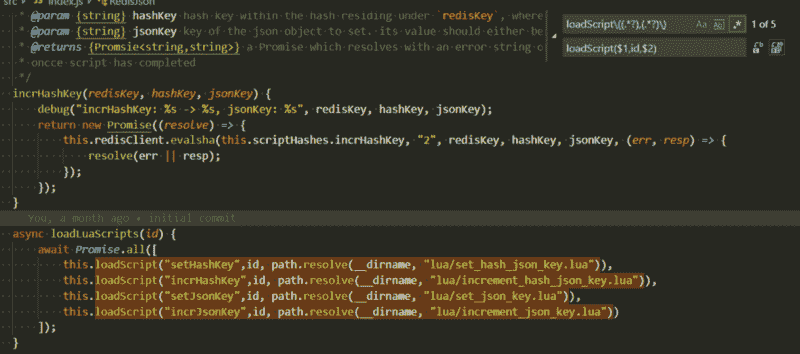 src > index.js > RedisJson
* @param {string} hashKey hash key within the hash residing under `redisKey`, where
* @param {string} jsonKey key of the json object to set. its value should either be
* @returns {Promsie<string,string>} a Promise which resolves with an error string o
* oncce script has completed
*/
loadScript\((.*?),(.*?)\)
Aa Ab .*
1 of 5
loadScript($1,id,$2)
incrHashKey(redisKey, hashKey, jsonKey) {
debug("incrHashKey: %s -> %s, jsonKey: %s", redisKey, hashKey, jsonKey);
return new Promise((resolve) => {
this.redisClient.evalsha(this.scriptHashes.incrHashKey, "2", redisKey, hashKey, jsonKey, (err, resp) => {
resolve(err || resp);
});
});
}
You, a month ago • initial commit
async loadLuaScripts(id) {
await Promise.all([
this.loadScript("setHashKey",id, path.resolve(__dirname, "lua/set_hash_json_key.lua")),
this.loadScript("incrHashKey",id, path.resolve(__dirname, "lua/increment_hash_json_key.lua")),
this.loadScript("setJsonKey",id, path.resolve(__dirname, "lua/set_json_key.lua")),
this.loadScript("incrJsonKey",id, path.resolve(__dirname, "lua/increment_json_key.lua"))
]);
}